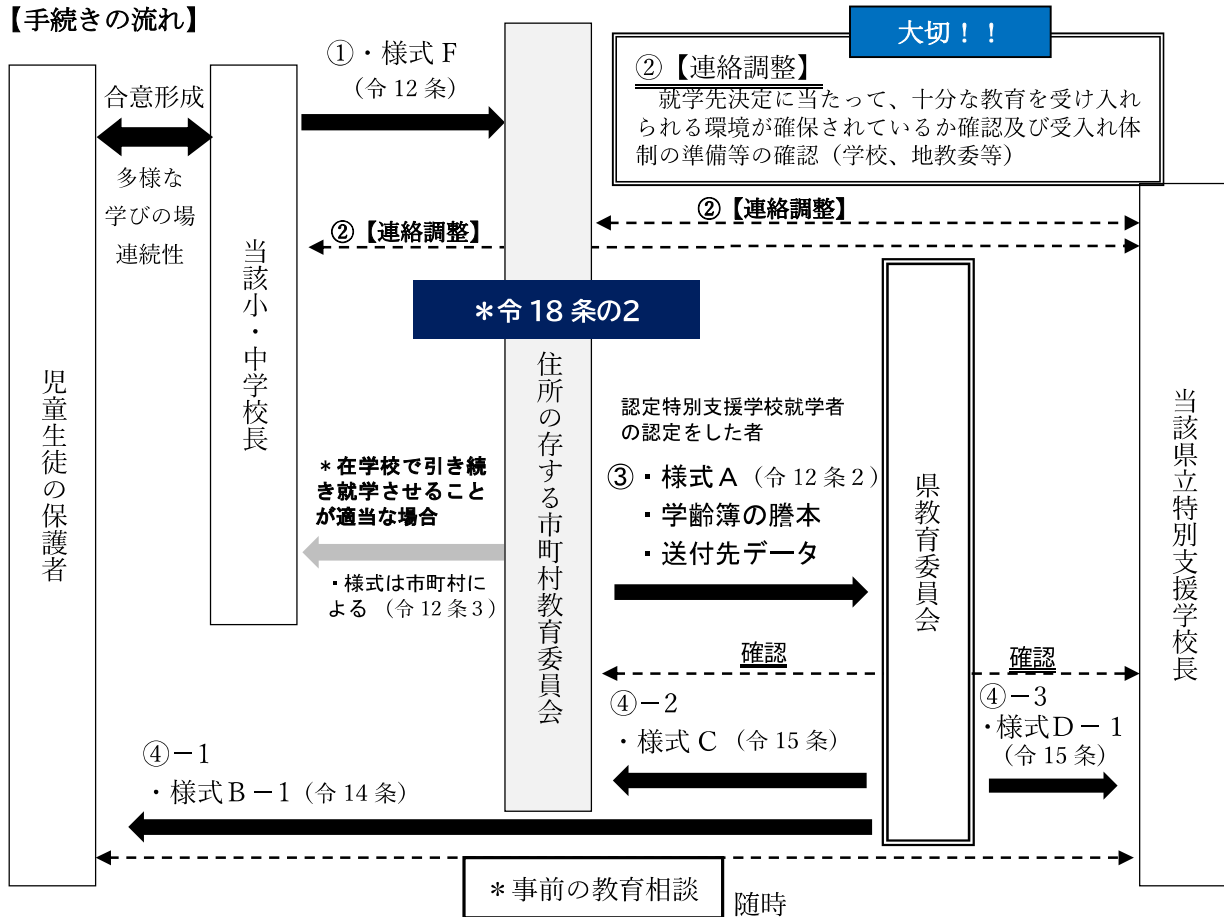 【手続きの流れ】
大切！！
①・様式F
(令12条)
②【連絡調整】
就学先決定に当たって、十分な教育を受け入れ
られる環境が確保されているか確認及び受入れ体
制の準備等の確認（学校、地教委等）
合意形成
多様な
学びの場
連続性
②【連絡調整】
②【連絡調整】
児童生徒の保護者
当該小・中学校長
＊令18条の2
住所の存する市町村教育委員会
県教育委員会
当該県立特別支援学校長
＊在学校で引き続
き就学させること
が適当な場合
・様式は市町村に
よる（令12条３）
認定特別支援学校就学者
の認定をした者
③・様式A（令12条２）
・学齢簿の謄本
・送付先データ
確認
確認
④－2
・様式C（令15条）
④－3
・様式D－1
(令15条)
④－1
・様式B－1（令14条）
＊事前の教育相談
随時